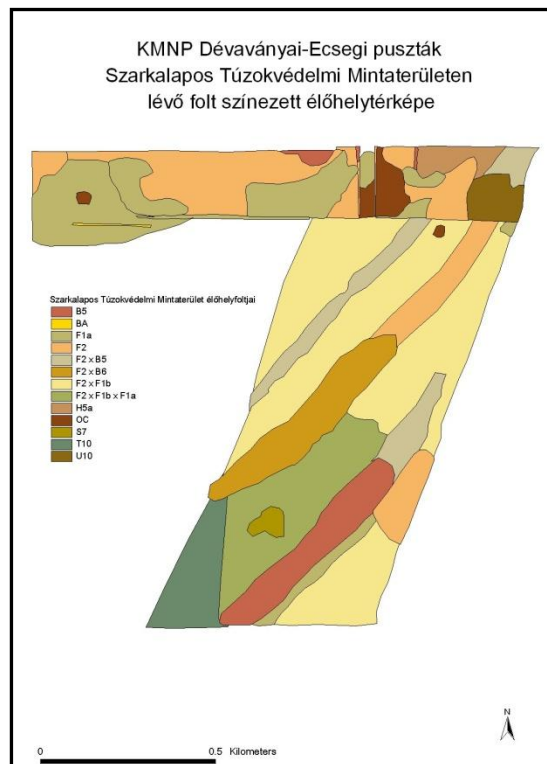 KMNP Dévaványai-Ecsegi puszták
Szarkalapos Túzokvédelmi Mintaterületen
lévő folt színezett élőhelytérképe
Szarkalapos Túzokvédelmi Mintaterület élőhelyfoltjai
B5
BA
F1a
F2
F2 x B5
F2 x B6
F2 x F1b
F2 x F1b x F1a
H5a
OC
S7
T10
U10
N
0 0.5 Kilometers